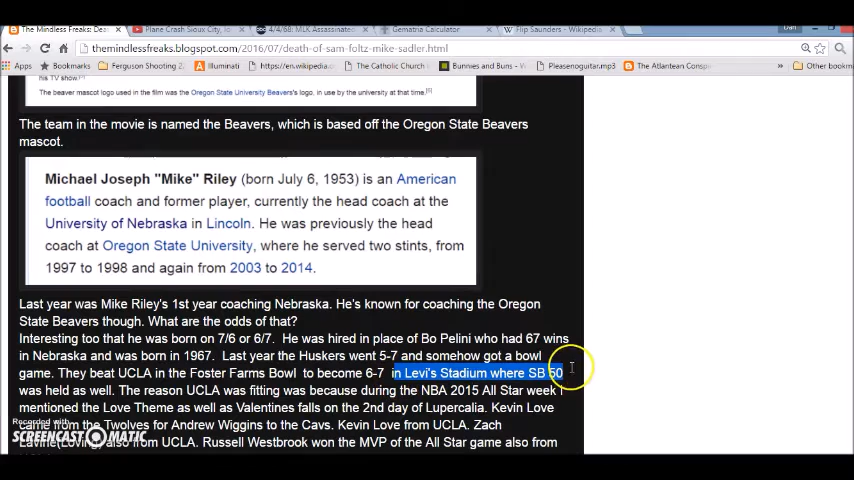 The Mindless Freaks: Dea
Plane Crash Sioux City, Io
4/4/68: MLK Assassinated
Gematria Calculator
Flip Saunders - Wikipedia
themindlessfreaks.blogspot.com/2016/07/death-of-sam-foltz-mike-sadler.html
Apps
Bookmarks
Ferguson Shooting 22
Illuminati
https://en.wikipedia.o
The Catholic Church
Bunnies and Buns - W
Pleasenoguitar.mp3
The Atlantean Consp
»
Other bookm
his TV show.
The beaver mascot logo used in the film was the Oregon State University Beavers's logo, in use by the university at that time.[6]
The team in the movie is named the Beavers, which is based off the Oregon State Beavers
mascot.
Michael Joseph "Mike" Riley (born July 6, 1953) is an American
football coach and former player, currently the head coach at the
University of Nebraska in Lincoln. He was previously the head
coach at Oregon State University, where he served two stints, from
1997 to 1998 and again from 2003 to 2014.
Last year was Mike Riley's 1st year coaching Nebraska. He's known for coaching the Oregon
State Beavers though. What are the odds of that?
Interesting too that he was born on 7/6 or 6/7. He was hired in place of Bo Pelini who had 67 wins
in Nebraska and was born in 1967. Last year the Huskers went 5-7 and somehow got a bowl
game. They beat UCLA in the Foster Farms Bowl to become 6-7 in Levi's Stadium where SB 50
was held as well. The reason UCLA was fitting was because during the NBA 2015 All Star week I
mentioned the Love Theme as well as Valentines falls on the 2nd day of Lupercalia. Kevin Love
came from the Twolves for Andrew Wiggins to the Cavs. Kevin Love from UCLA. Zach
Lavine(Loving) also from UCLA. Russell Westbrook won the MVP of the All Star game also from
Recorded with
SCREENCAST MATIC